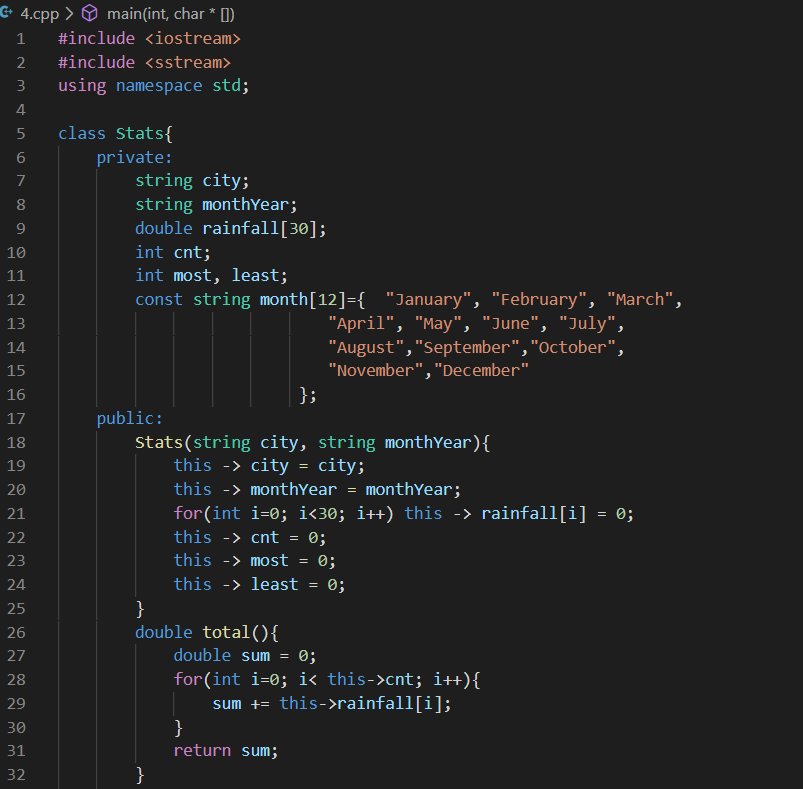 4.cpp > main(int, char * [])
1 #include <iostream>
2 #include <sstream>
3 using namespace std;
4
5 class Stats{
6     private:
7         string city;
8         string monthYear;
9         double rainfall[30];
10         int cnt;
11         int most, least;
12         const string month[12]={  "January", "February", "March",
13                             "April", "May", "June", "July",
14                             "August","September","October",
15                             "November","December"
16                          };
17     public:
18         Stats(string city, string monthYear){
19             this -> city = city;
20             this -> monthYear = monthYear;
21             for(int i=0; i<30; i++) this -> rainfall[i] = 0;
22             this -> cnt = 0;
23             this -> most = 0;
24             this -> least = 0;
25         }
26         double total(){
27             double sum = 0;
28             for(int i=0; i< this->cnt; i++){
29                 sum += this->rainfall[i];
30             }
31             return sum;
32         }